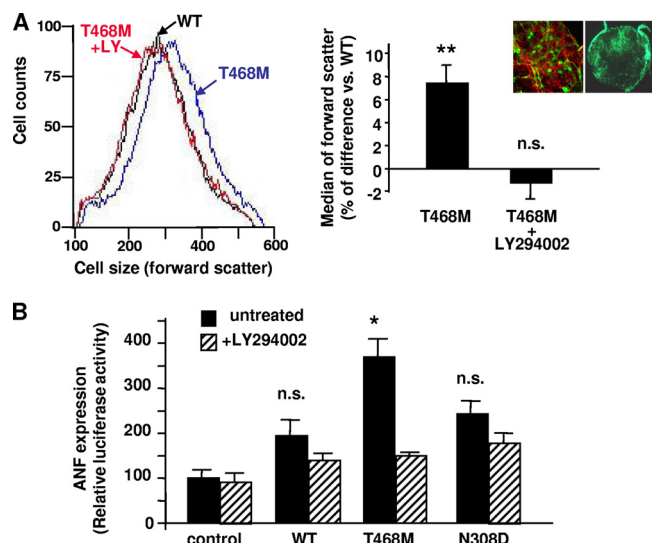 A
WT
T468M
+LY
T468M
Cell counts
100
75
50
25
0
100
200
400
600
Cell size (forward scatter)
Median of forward scatter
(% of difference vs. WT)
10
8
6
4
2
0
-2
**
n.s.
T468M
T468M
+
LY294002
B
untreated
+LY294002
ANF expression
(Relative luciferase activity)
400
300
200
100
0
n.s.
*
n.s.
control
WT
T468M
N308D